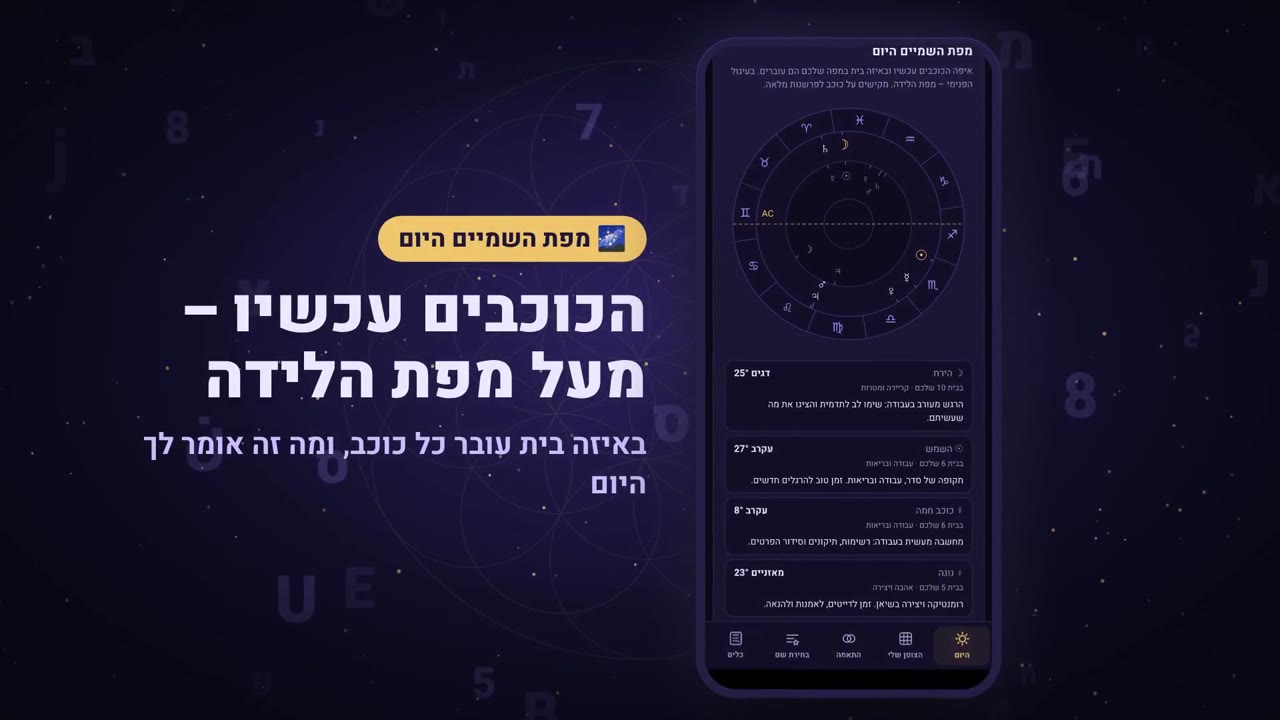 🌌 מפת השמיים היום
הכוכבים עכשיו –
מעל מפת הלידה
באיזה בית עובר כל כוכב, ומה זה אומר לך
היום
מפת השמיים היום
איפה הכוכבים עכשיו ובאיזה בית במפה שלכם הם עוברים. בעיגול
הפנימי – מפת הלידה. מקישים על כוכב לפרשנות מלאה.
AC
☽ הירח דגים 25°
בבית 10 שלכם · קריירה ומטרות
הרגש מעורב בעבודה: שימו לב לתדמית והציגו את מה
שעשיתם.
☉ השמש עקרב 27°
בבית 6 שלכם · עבודה ובריאות
תקופה של סדר, עבודה ובריאות. זמן טוב להרגלים חדשים.
☿ כוכב חמה עקרב 8°
בבית 6 שלכם · עבודה ובריאות
מחשבה מעשית בעבודה: רשימות, תיקונים וסידור הפרטים.
♀ נוגה מאזניים 23°
בבית 5 שלכם · אהבה ויצירה
רומנטיקה ויצירה בשיאן. זמן לדייטים, לאמנות ולהנאה.
היום
הצופן שלי
התאמה
בחירת שם
כלים